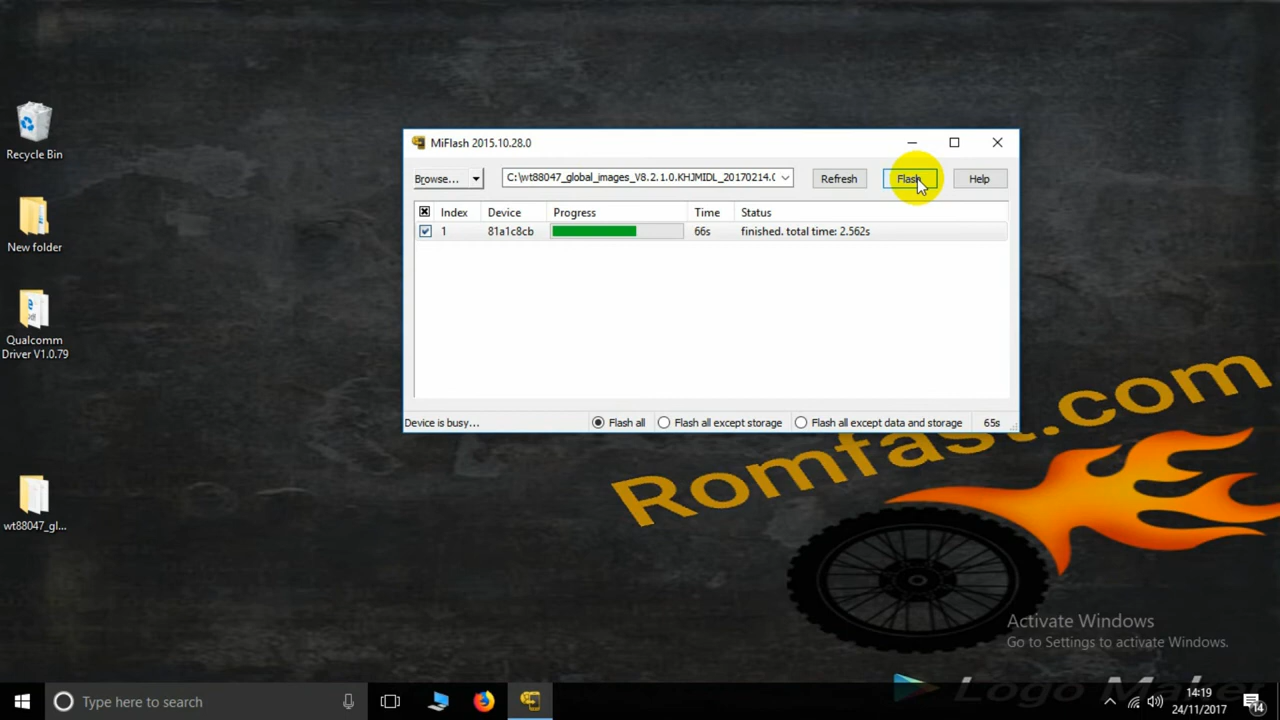 Recycle Bin
New folder
Qualcomm
Driver V1.0.79
wt88047_gl...
MiFlash 2015.10.28.0
Browse...
C:\wt88047_global_images_V8.2.1.0.KHJMIDL_20170214.0
Refresh
Flash
Help
Index Device Progress Time Status
1 81a1c8cb 66s finished. total time: 2.562s
Device is busy...
Flash all
Flash all except storage
Flash all except data and storage
65s
Romfast.com
Activate Windows
Go to Settings to activate Windows.
Logo Maker
Type here to search
14:19
24/11/2017
14